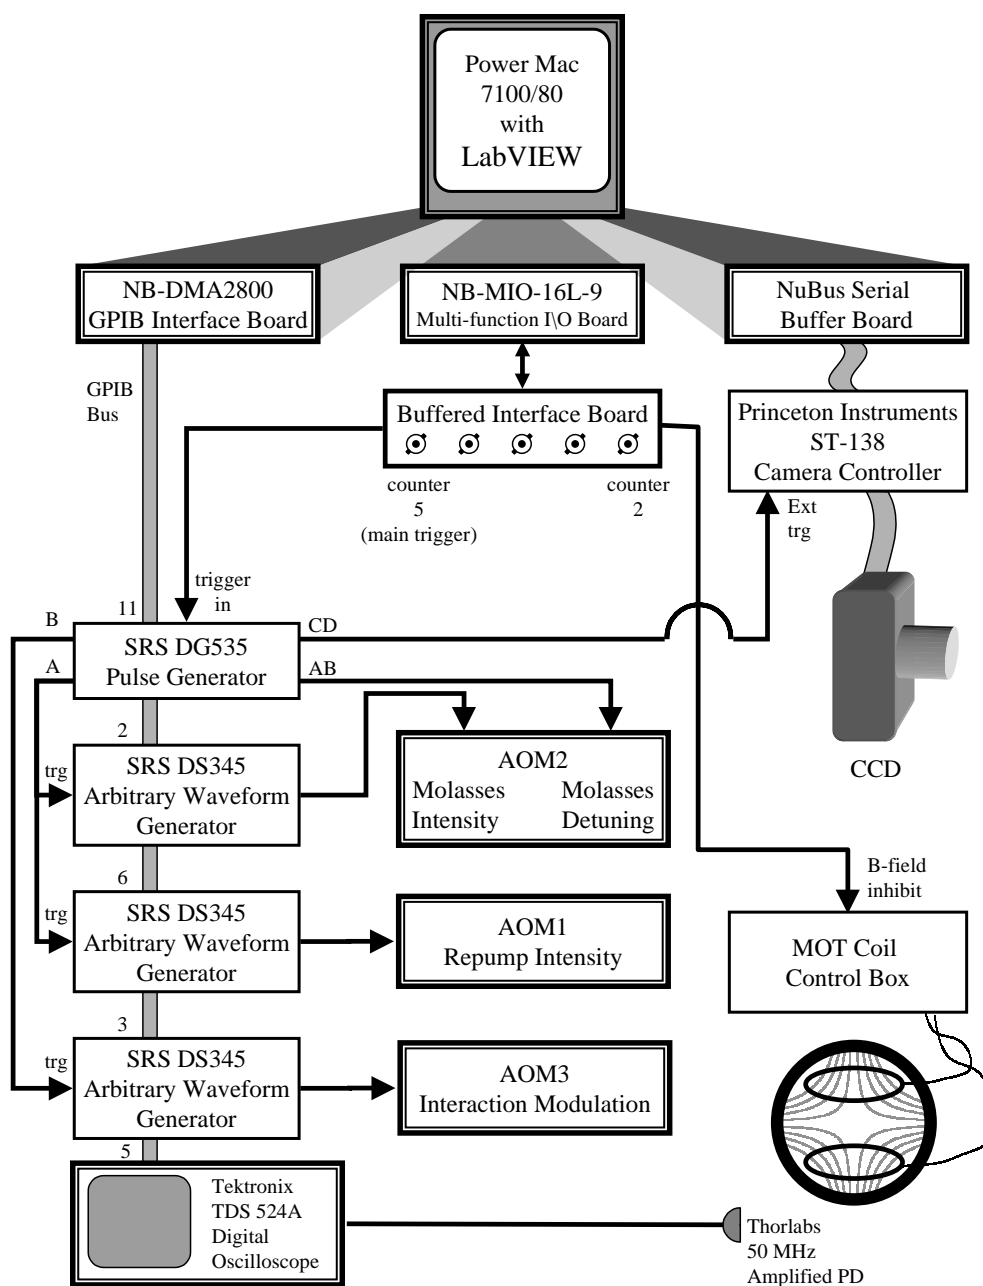 Power Mac
7100/80
with
LabVIEW
NB-DMA2800
GPIB Interface Board
NB-MIO-16L-9
Multi-function I\O Board
NuBus Serial
Buffer Board
GPIB
Bus
Buffered Interface Board
counter
5
(main trigger)
counter
2
Princeton Instruments
ST-138
Camera Controller
Ext
trg
trigger
in
11
B
A
SRS DG535
Pulse Generator
CD
AB
CCD
2
trg
SRS DS345
Arbitrary Waveform
Generator
AOM2
Molasses
Intensity
Molasses
Detuning
B-field
inhibit
6
trg
SRS DS345
Arbitrary Waveform
Generator
AOM1
Repump Intensity
MOT Coil
Control Box
3
trg
SRS DS345
Arbitrary Waveform
Generator
AOM3
Interaction Modulation
5
Tektronix
TDS 524A
Digital
Oscilloscope
Thorlabs
50 MHz
Amplified PD